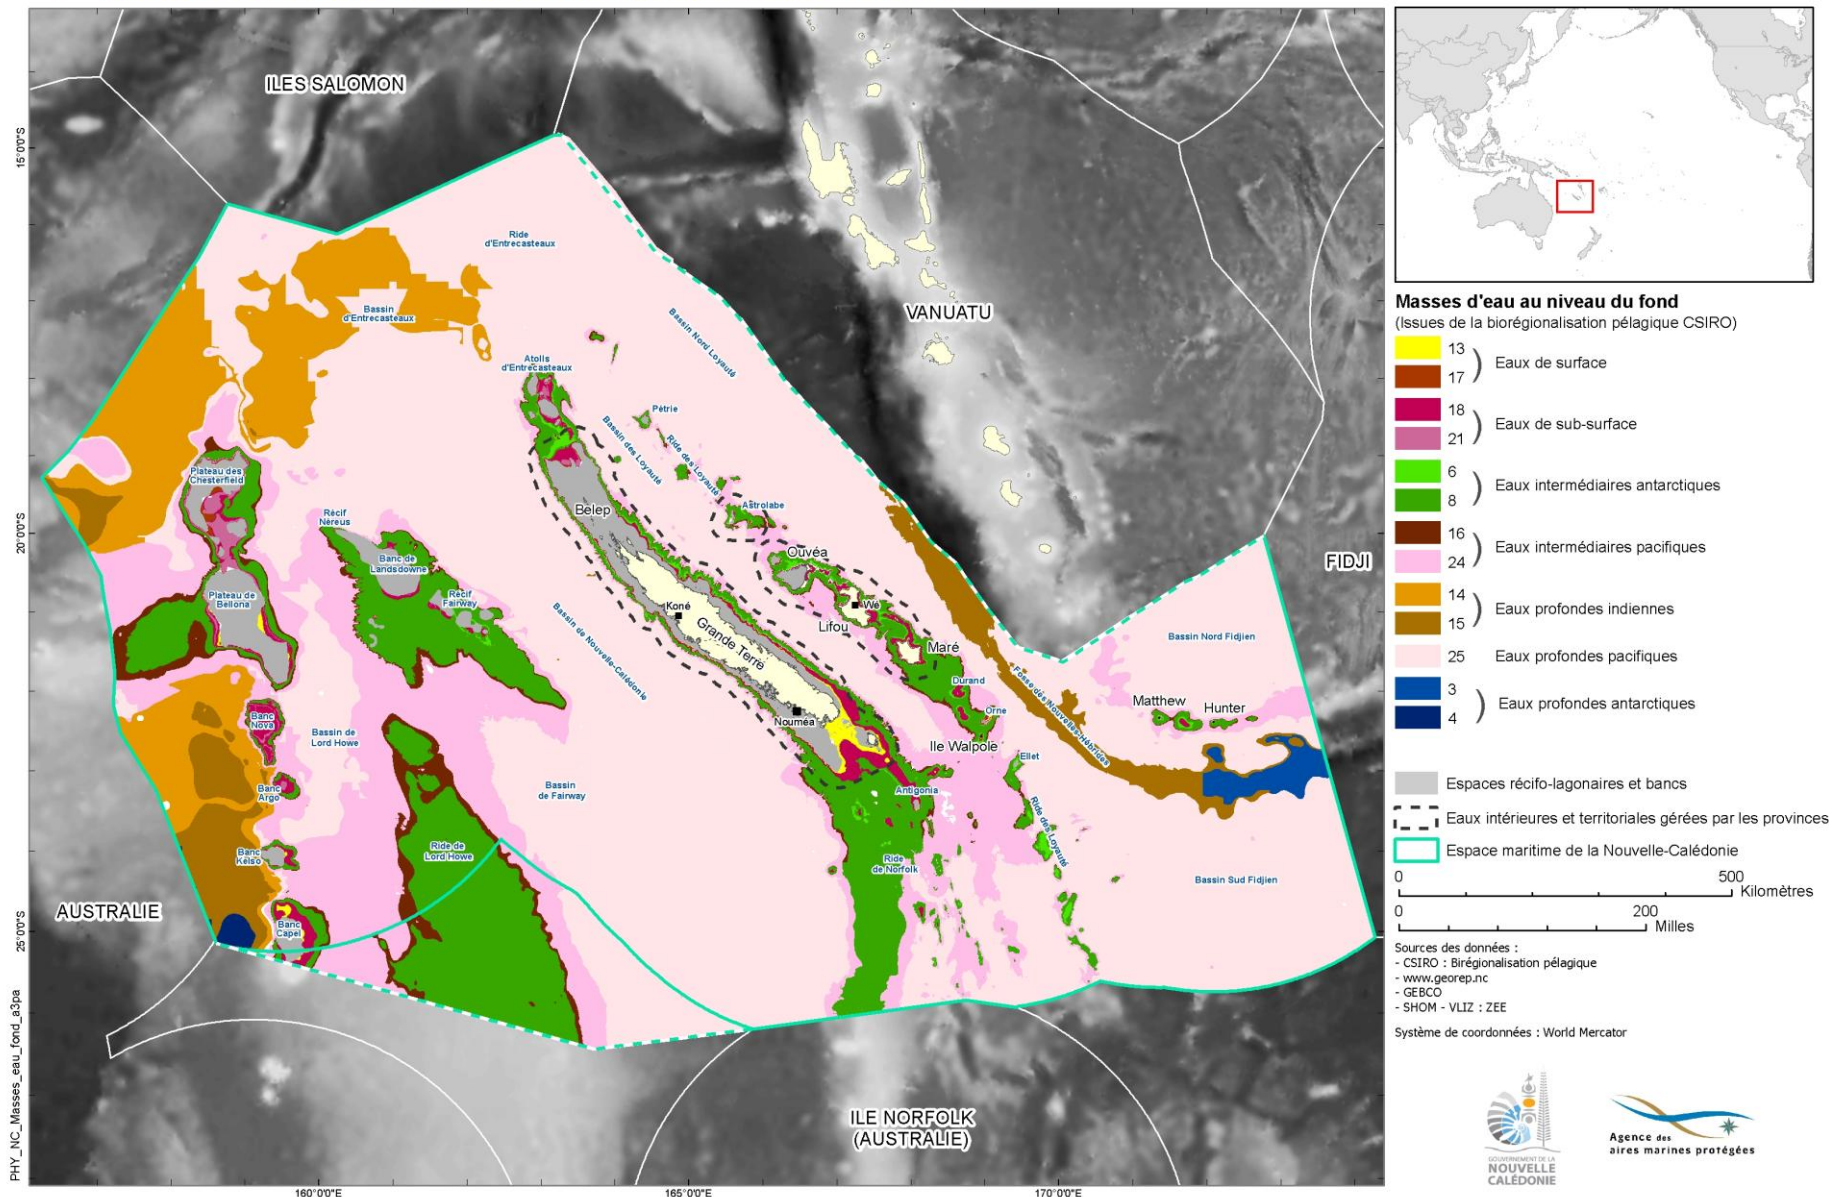 ILES SALOMON
VANUATU
FIDJI
AUSTRALIE
ILE NORFOLK
(AUSTRALIE)
15°0'0"S
20°0'0"S
25°0'0"S
160°0'0"E
165°0'0"E
170°0'0"E
PHY_NC_Masses_eau_fond_a3pa
Ride
d'Entrecasteaux
Bassin
d'Entrecasteaux
Bassin Nord Loyauté
Atolls
d'Entrecasteaux
Pétrie
Bassin des Loyauté
Ride des Loyauté
Astrolabe
Plateau des
Chesterfield
Récif
Néreus
Belep
Banc de
Landsdowne
Ouvéa
Plateau de
Bellona
Récif
Fairway
Koné
Wé
Lifou
Grande Terre
Maré
Bassin Nord Fidjien
Bassin de Nouvelle-Calédonie
Durand
Fosse des Nouvelles-Hébrides
Matthew
Hunter
Banc
Nova
Bassin de
Lord Howe
Nouméa
Orne
Ile Walpole
Ellet
Banc
Argo
Bassin
de Fairway
Antigonia
Ride des Loyauté
Banc
Kelso
Ride de
Lord Howe
Ride
de Norfolk
Bassin Sud Fidjien
Banc
Capel
Masses d'eau au niveau du fond
(Issues de la biorégionalisation pélagique CSIRO)
13
17
) Eaux de surface
18
21
) Eaux de sub-surface
6
8
) Eaux intermédiaires antarctiques
16
24
) Eaux intermédiaires pacifiques
14
15
) Eaux profondes indiennes
25 Eaux profondes pacifiques
3
4
) Eaux profondes antarctiques
Espaces récifo-lagonaires et bancs
Eaux intérieures et territoriales gérées par les provinces
Espace maritime de la Nouvelle-Calédonie
0 500
Kilomètres
0 200
Milles
Sources des données :
- CSIRO : Birégionalisation pélagique
- www.georep.nc
- GEBCO
- SHOM - VLIZ : ZEE
Système de coordonnées : World Mercator
GOUVERNEMENT DE LA
NOUVELLE
CALÉDONIE
Agence des
aires marines protégées